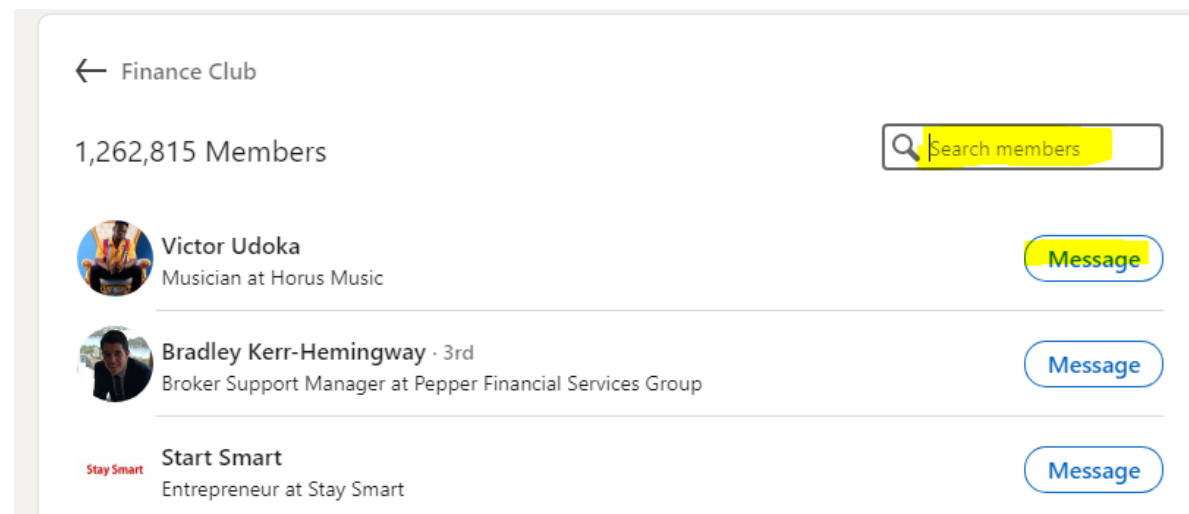 Finance Club
1,262,815 Members
Search members
Victor Udoka
Musician at Horus Music
Message
Bradley Kerr-Hemingway · 3rd
Broker Support Manager at Pepper Financial Services Group
Message
Stay Smart
Start Smart
Entrepreneur at Stay Smart
Message